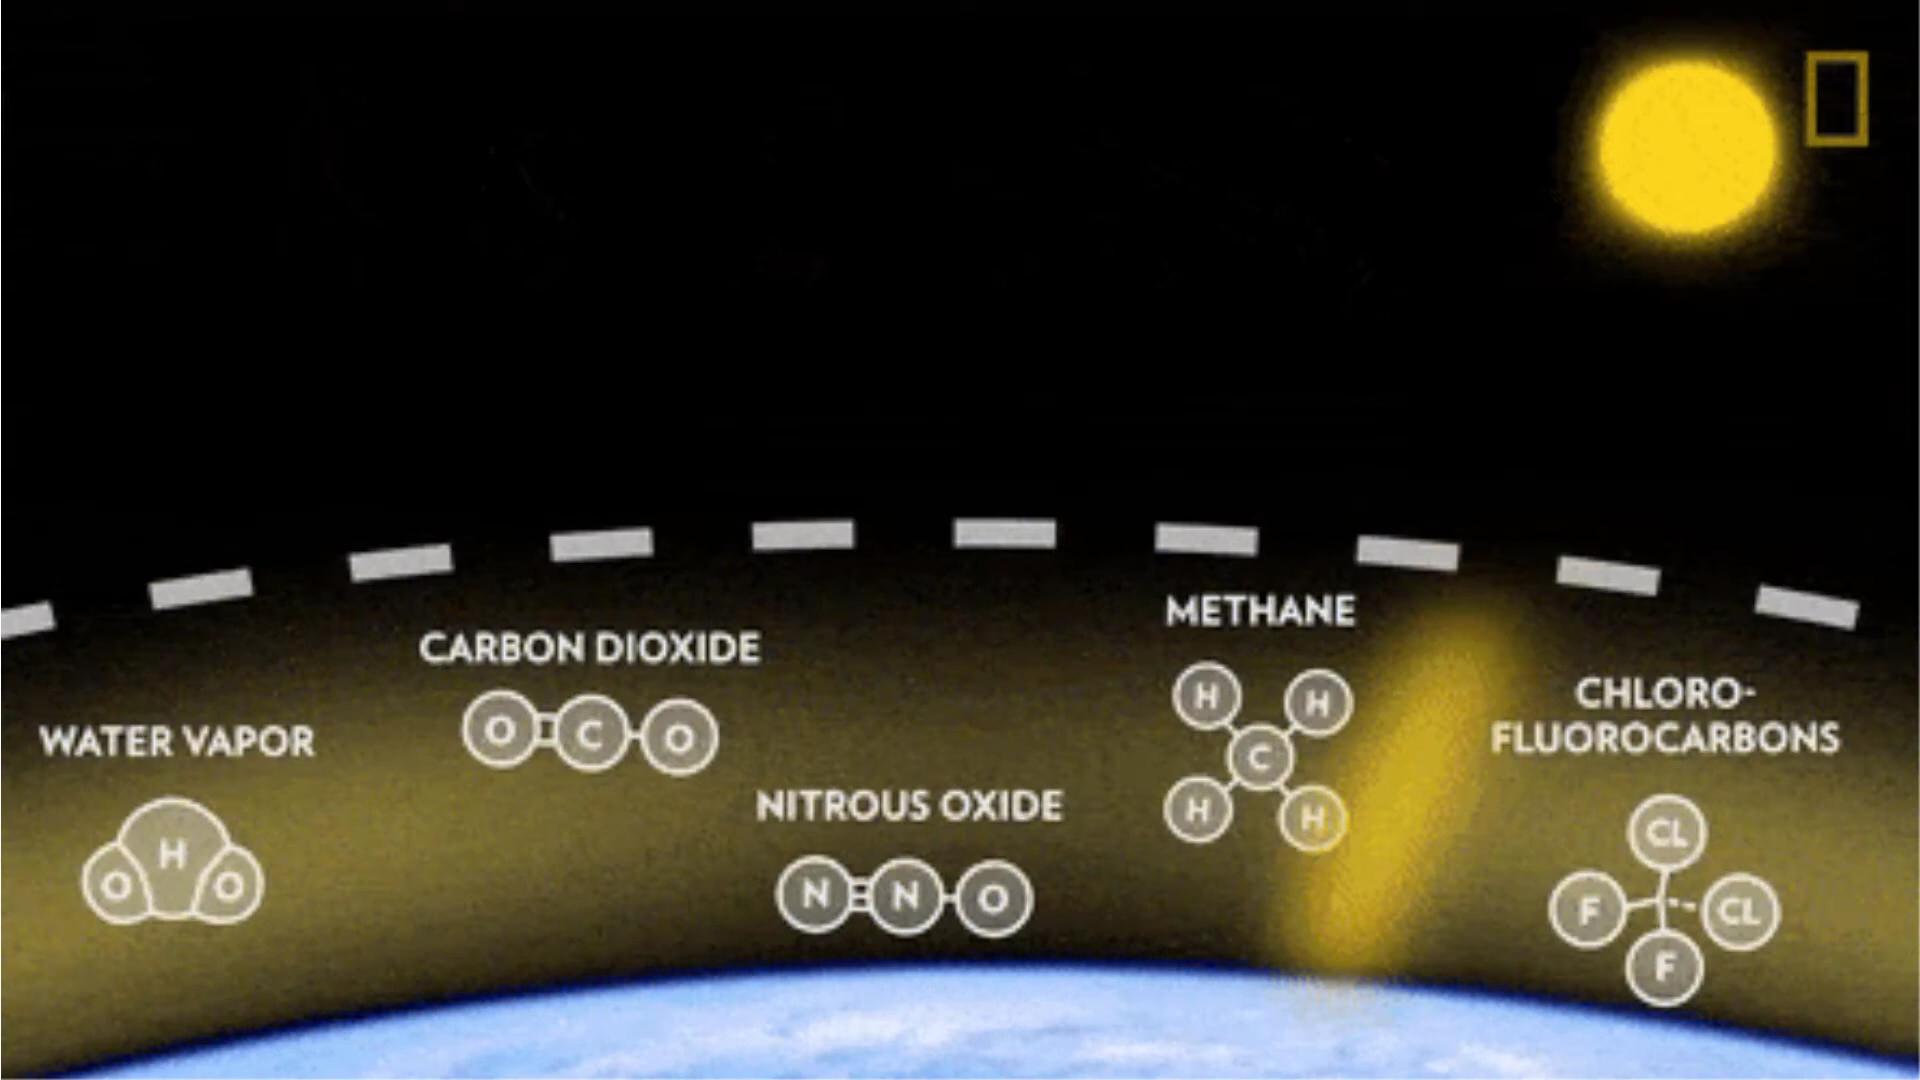 METHANE
CARBON DIOXIDE
CHLORO-
FLUOROCARBONS
WATER VAPOR
NITROUS OXIDE
H H
C
H H
O C O
CL
F CL
F
H
O O
N N O